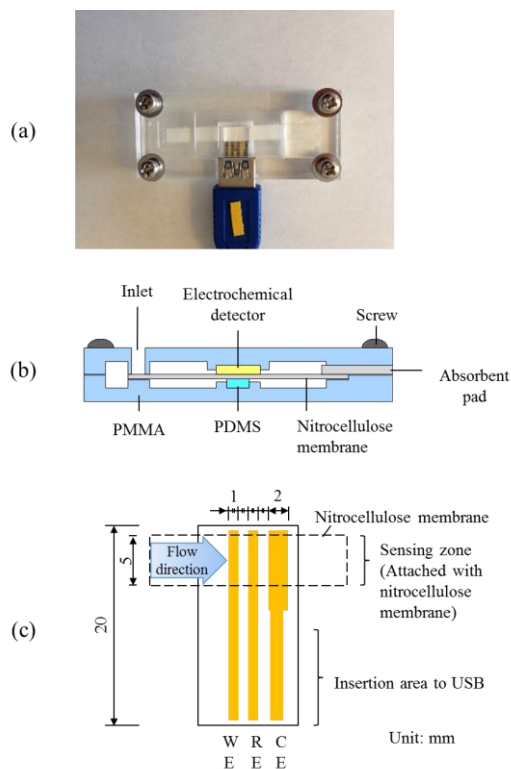 (a)
Inlet
Electrochemical
detector
Screw
(b)
Absorbent
pad
PMMA
PDMS
Nitrocellulose
membrane
1
2
Nitrocellulose membrane
Flow
direction
5
Sensing zone
(Attached with
nitrocellulose
membrane)
20
(c)
Insertion area to USB
W R C
E E E
Unit: mm